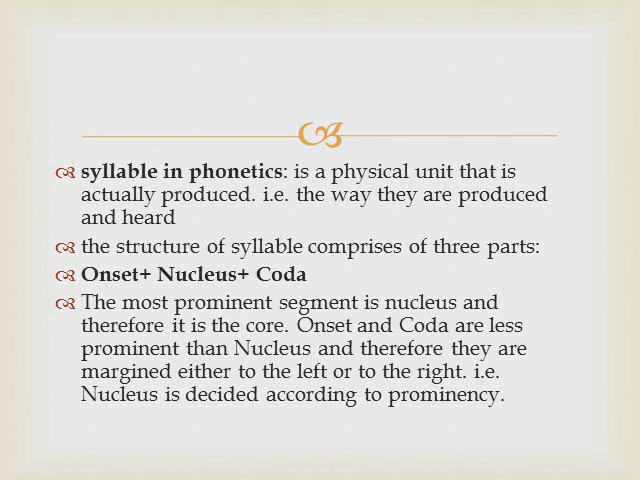 syllable in phonetics: is a physical unit that is
actually produced. i.e. the way they are produced
and heard
the structure of syllable comprises of three parts:
Onset+ Nucleus+ Coda
The most prominent segment is nucleus and
therefore it is the core. Onset and Coda are less
prominent than Nucleus and therefore they are
margined either to the left or to the right. i.e.
Nucleus is decided according to prominency.